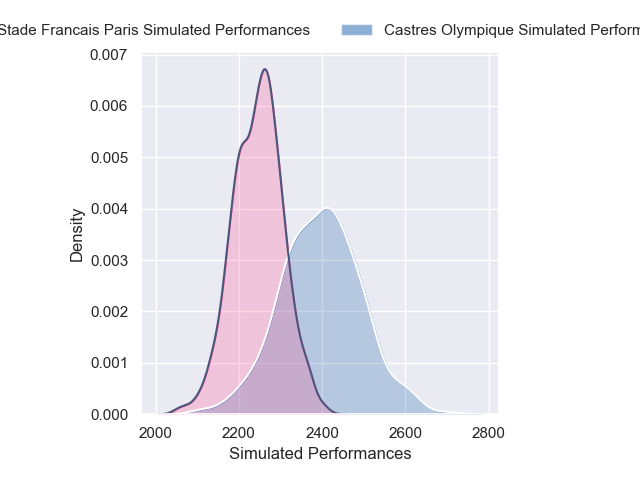 Stade Francais Paris Simulated Performances
Castres Olympique Simulated
0.007
0.006
0.005
0.004
0.003
0.002
0.001
0.000
Density
2000 2200 2400 2600 2800
Simulated Performances